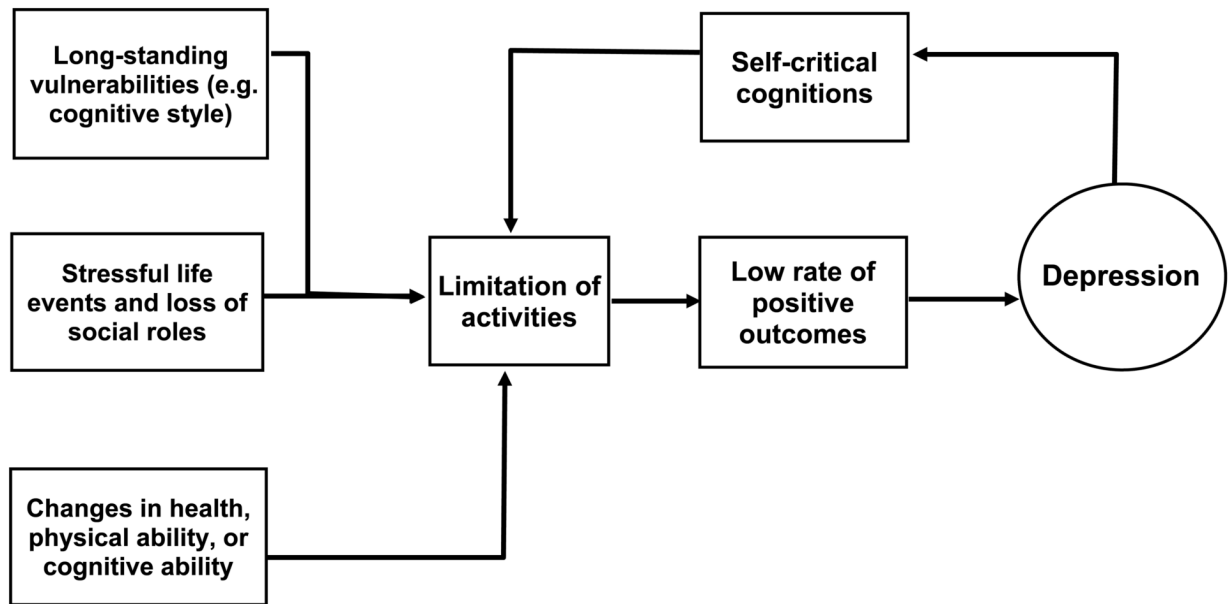 Long-standing
vulnerabilities (e.g.
cognitive style)
Self-critical
cognitions
Stressful life
events and loss of
social roles
Limitation of
activities
Low rate of
positive
outcomes
Depression
Changes in health,
physical ability, or
cognitive ability